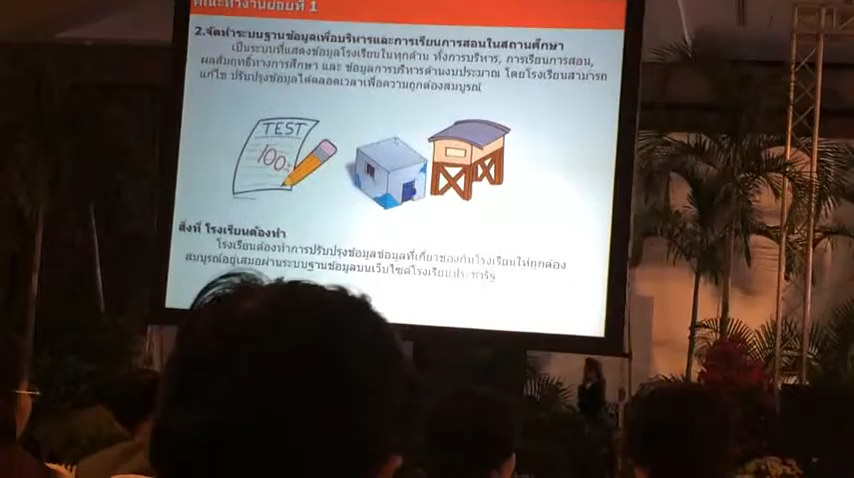 คณะทำงานย่อยที่ 1
2.จัดทำระบบฐานข้อมูลเพื่อบริหารและการเรียนการสอนในสถานศึกษา
เป็นระบบที่แสดงข้อมูลโรงเรียนในทุกด้าน ทั้งการบริหาร, การเรียนการสอน,
ผลสัมฤทธิ์ทางการศึกษา และ ข้อมูลการบริหารด้านงบประมาณ โดยโรงเรียนสามารถ
แก้ไข ปรับปรุงข้อมูลได้ตลอดเวลาเพื่อความถูกต้องสมบูรณ์
TEST
100%
สิ่งที่ โรงเรียนต้องทำ
โรงเรียนต้องทำการปรับปรุงข้อมูลข้อมูลที่เกี่ยวของกับโรงเรียนให้ถูกต้อง
สมบูรณ์อยู่เสมอผ่านระบบฐานข้อมูลบนเว็บไซต์โรงเรียนประชารัฐ